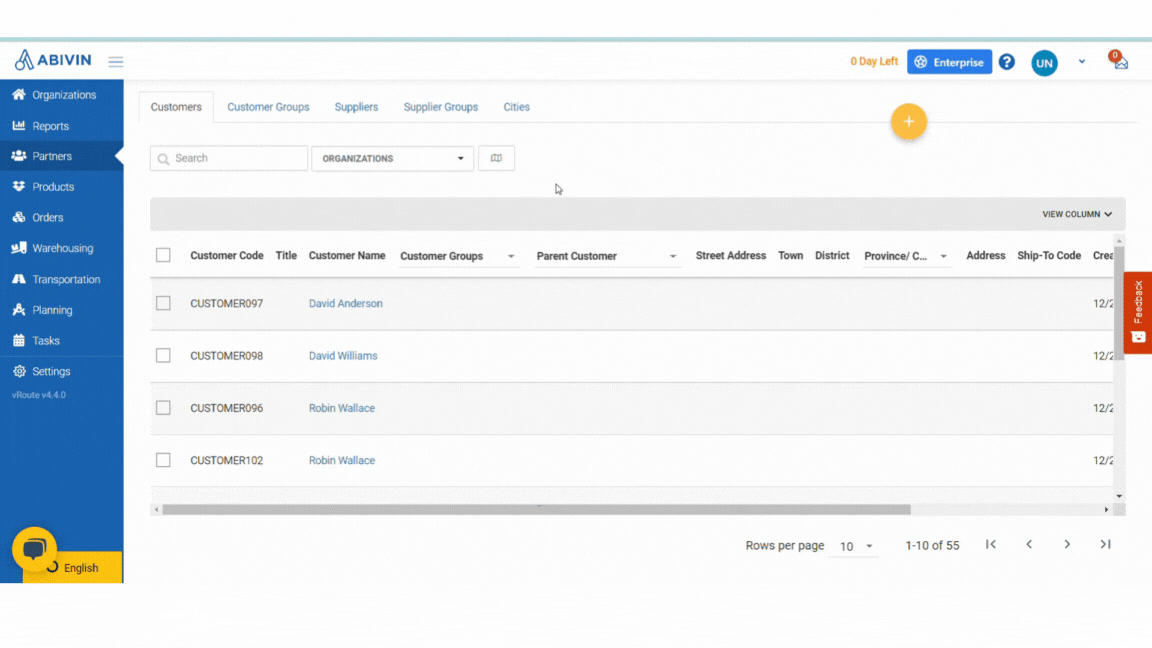 ABIVIN
0 Day Left
Enterprise
?
UN
0
Organizations
Reports
Partners
Products
Orders
Warehousing
Transportation
Planning
Tasks
Settings
vRoute v4.4.0
English
Customers
Customer Groups
Suppliers
Supplier Groups
Cities
+
Search
ORGANIZATIONS
VIEW COLUMN
Customer Code Title Customer Name Customer Groups Parent Customer Street Address Town District Province/ C... Address Ship-To Code Crea
CUSTOMER097 David Anderson 12/2
CUSTOMER098 David Williams 12/2
CUSTOMER096 Robin Wallace 12/2
CUSTOMER102 Robin Wallace 12/2
Rows per page 10 1-10 of 55
Feedback